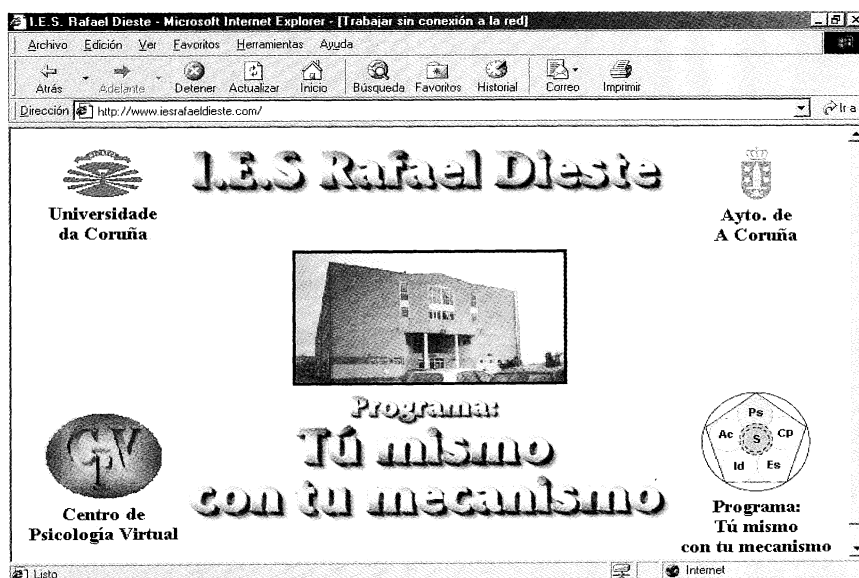 I.E.S. Rafael Dieste - Microsoft Internet Explorer - [Trabajar sin conexión a la red]
Archivo Edición Ver Favoritos Herramientas Ayuda
Atrás Adelante Detener Actualizar Inicio Búsqueda Favoritos Historial Correo Imprimir
Dirección http://www.iesrafaeldieste.com/ Ir a
I.E.S Rafael Dieste
Universidade
da Coruña
Ayto. de
A Coruña
Programa:
Tú mismo
con tu mecanismo
CPV
Centro de
Psicología Virtual
Ps
Ac S Cp
Id Es
Programa:
Tú mismo
con tu mecanismo
Listo Internet